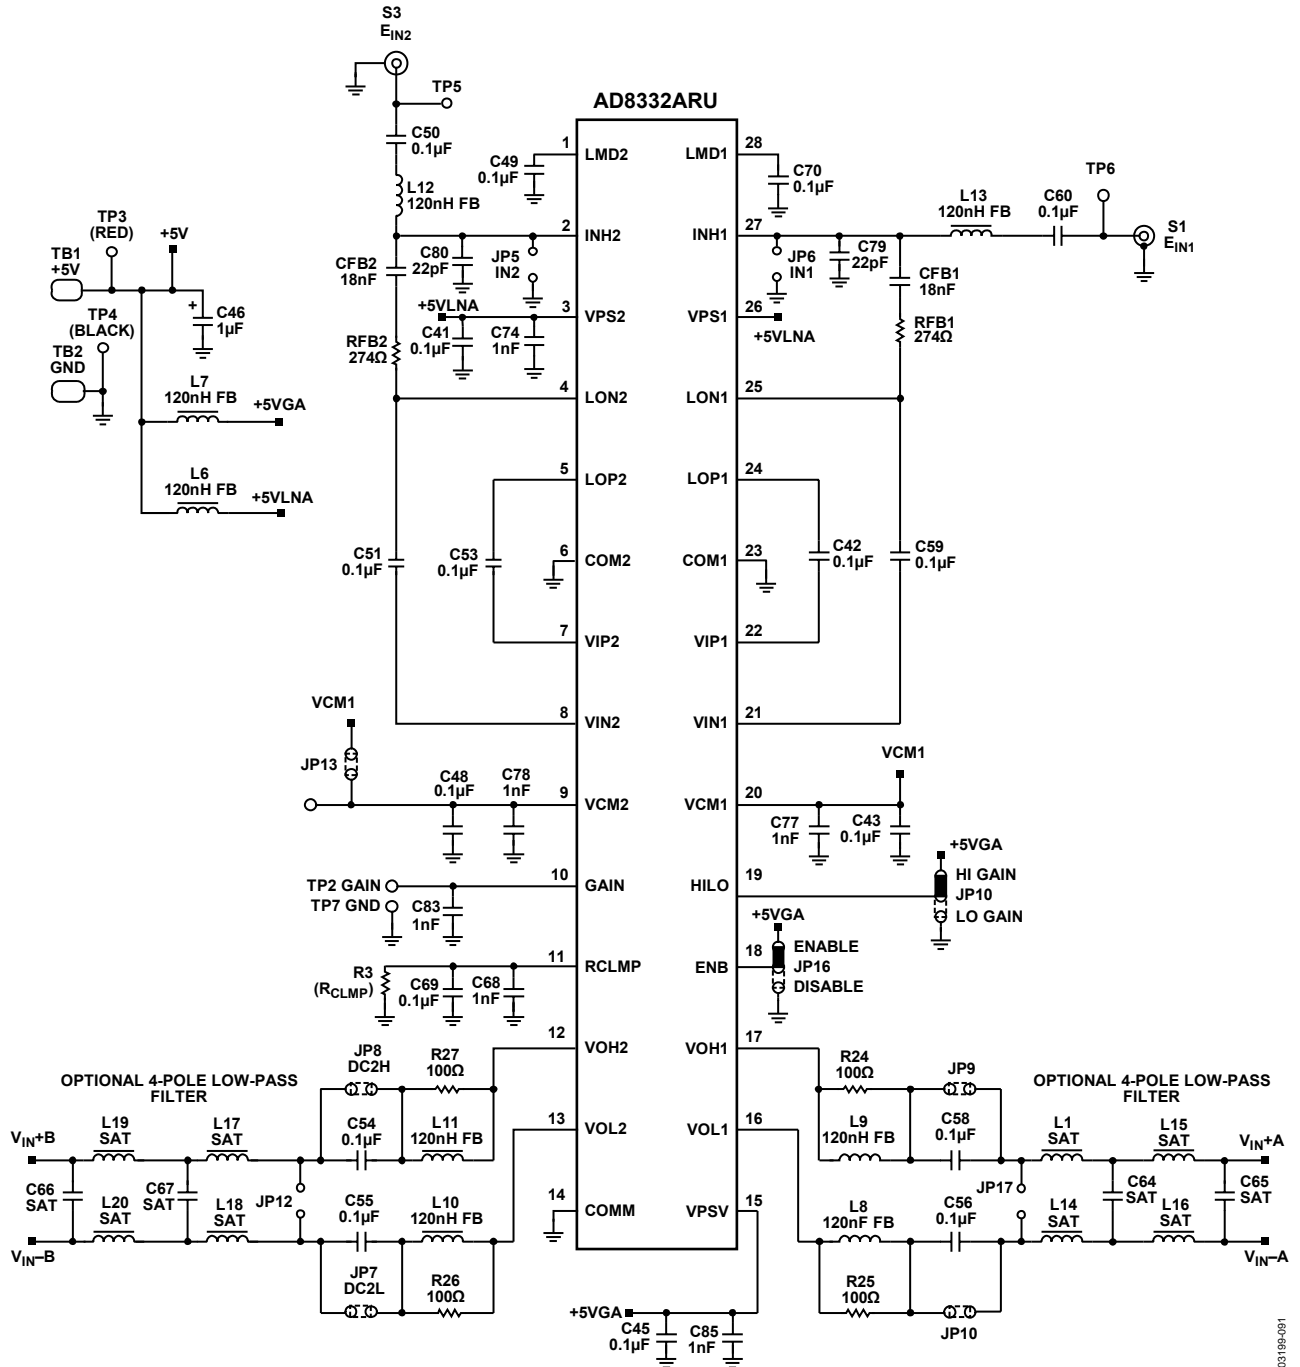 S3
E_IN2
TP5
AD8332ARU
C50
0.1µF
L12
120nH FB
C49
0.1µF
1 LMD2
LMD1 28
C70
0.1µF
TP6
L13
120nH FB
C60
0.1µF
S1
E_IN1
2 INH2
INH1 27
CFB2
18nF
C80
22pF
JP5
IN2
JP6
IN1
C79
22pF
CFB1
18nF
TP3
(RED)
+5V
TB1
+5V
C46
1µF
+
TP4
(BLACK)
TB2
GND
L7
120nH FB
+5VGA
L6
120nH FB
+5VLNA
+5VLNA
3 VPS2
VPS1 26
+5VLNA
RFB2
274Ω
C41
0.1µF
C74
1nF
RFB1
274Ω
4 LON2
LON1 25
5 LOP2
LOP1 24
C51
0.1µF
C53
0.1µF
6 COM2
COM1 23
C42
0.1µF
C59
0.1µF
7 VIP2
VIP1 22
8 VIN2
VIN1 21
VCM1
JP13
C48
0.1µF
C78
1nF
9 VCM2
VCM1 20
VCM1
C77
1nF
C43
0.1µF
TP2 GAIN
TP7 GND
C83
1nF
10 GAIN
HILO 19
+5VGA
HI GAIN
JP10
LO GAIN
R3
(R_CLMP)
C69
0.1µF
C68
1nF
11 RCLMP
ENB 18
+5VGA
ENABLE
JP16
DISABLE
12 VOH2
VOH1 17
OPTIONAL 4-POLE LOW-PASS
FILTER
JP8
DC2H
R27
100Ω
R24
100Ω
JP9
OPTIONAL 4-POLE LOW-PASS
FILTER
V_IN+B
L19
SAT
L17
SAT
C54
0.1µF
L11
120nH FB
13 VOL2
VOL1 16
L9
120nH FB
C58
0.1µF
L1
SAT
L15
SAT
V_IN+A
C66
SAT
C67
SAT
JP12
JP17
C64
SAT
C65
SAT
V_IN–B
L20
SAT
L18
SAT
C55
0.1µF
L10
120nH FB
14 COMM
VPSV 15
L8
120nF FB
C56
0.1µF
L14
SAT
L16
SAT
V_IN–A
JP7
DC2L
R26
100Ω
R25
100Ω
JP10
+5VGA
C45
0.1µF
C85
1nF
03199-091